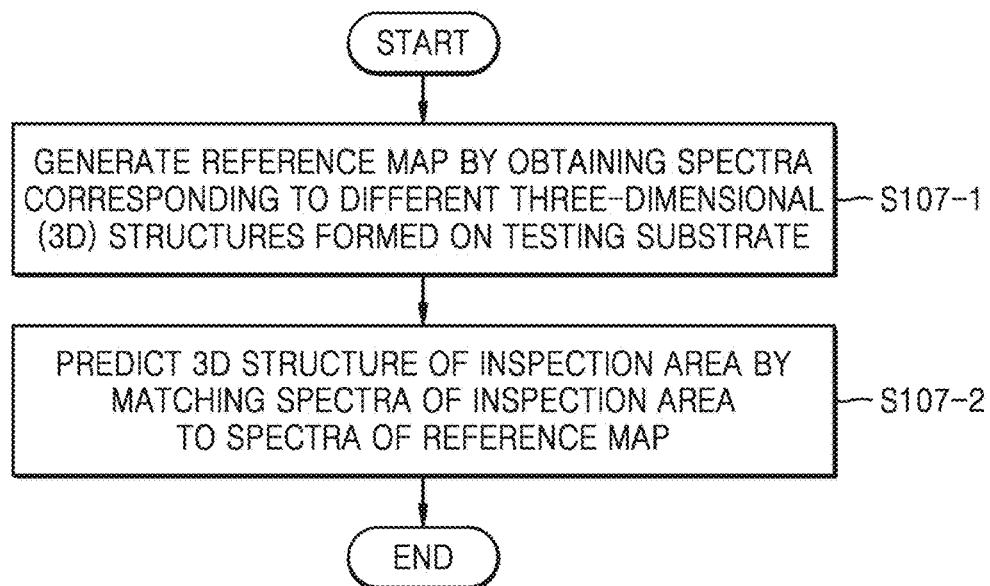 START
GENERATE REFERENCE MAP BY OBTAINING SPECTRA
CORRESPONDING TO DIFFERENT THREE-DIMENSIONAL
(3D) STRUCTURES FORMED ON TESTING SUBSTRATE
S107-1
PREDICT 3D STRUCTURE OF INSPECTION AREA BY
MATCHING SPECTRA OF INSPECTION AREA
TO SPECTRA OF REFERENCE MAP
S107-2
END